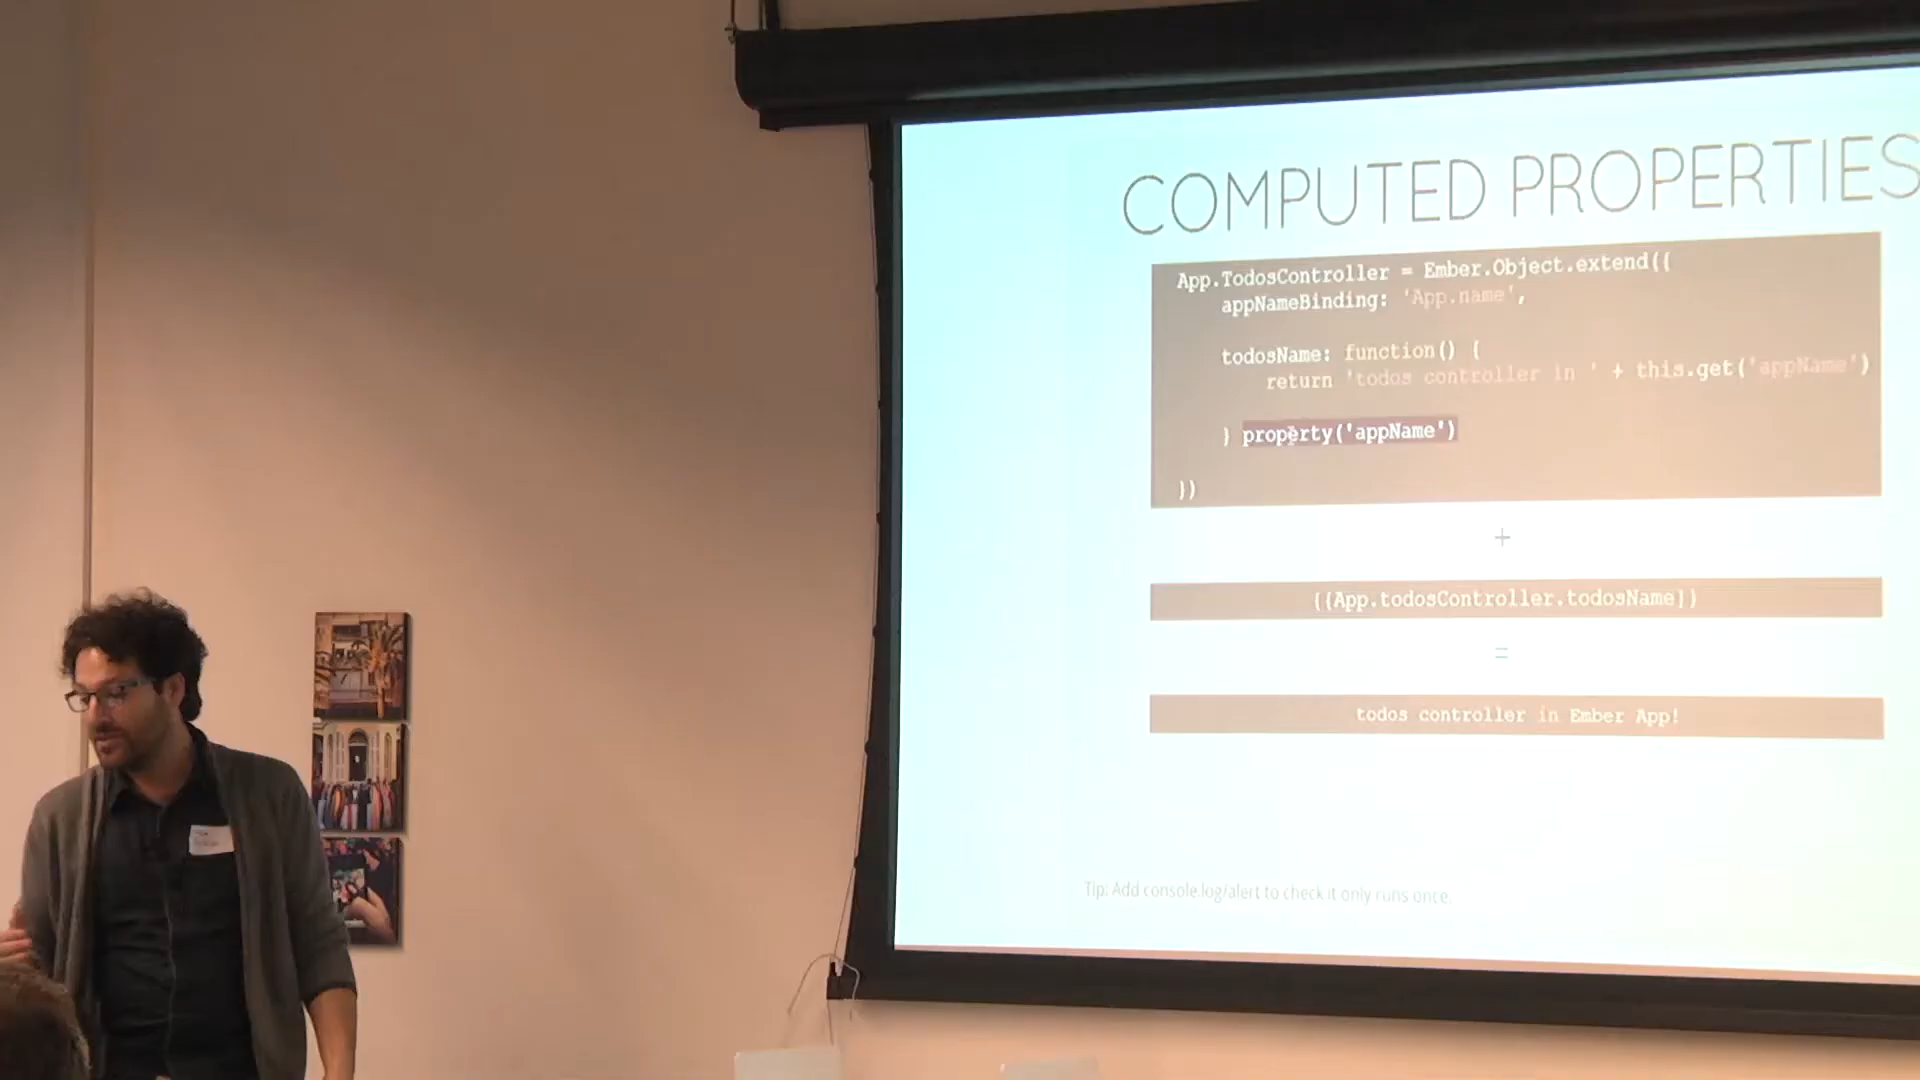 COMPUTED PROPERTIES
App.TodosController = Ember.Object.extend({
appNameBinding: 'App.name',
todosName: function() {
return 'todos controller in ' + this.get('appName')
} property('appName')
})
+
{{App.todosController.todosName}}
=
todos controller in Ember App!
Tip: Add console.log/alert to check it only runs once.